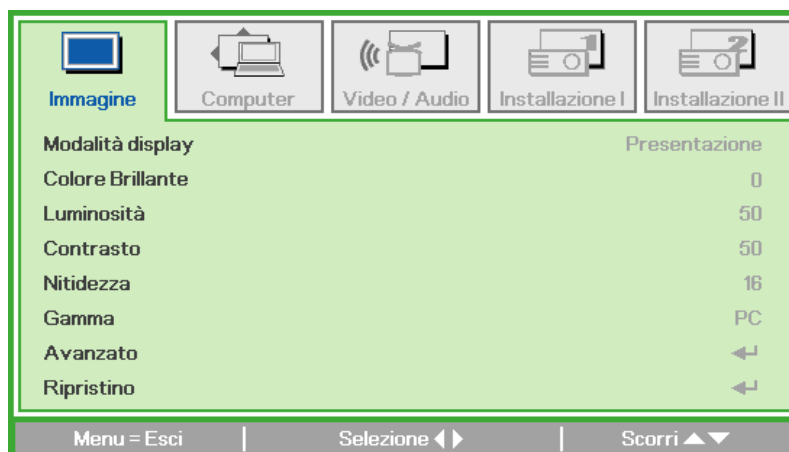 Immagine Computer Video / Audio Installazione I Installazione II
Modalità display Presentazione
Colore Brillante 0
Luminosità 50
Contrasto 50
Nitidezza 16
Gamma PC
Avanzato
Ripristino
Menu = Esci Selezione Scorri